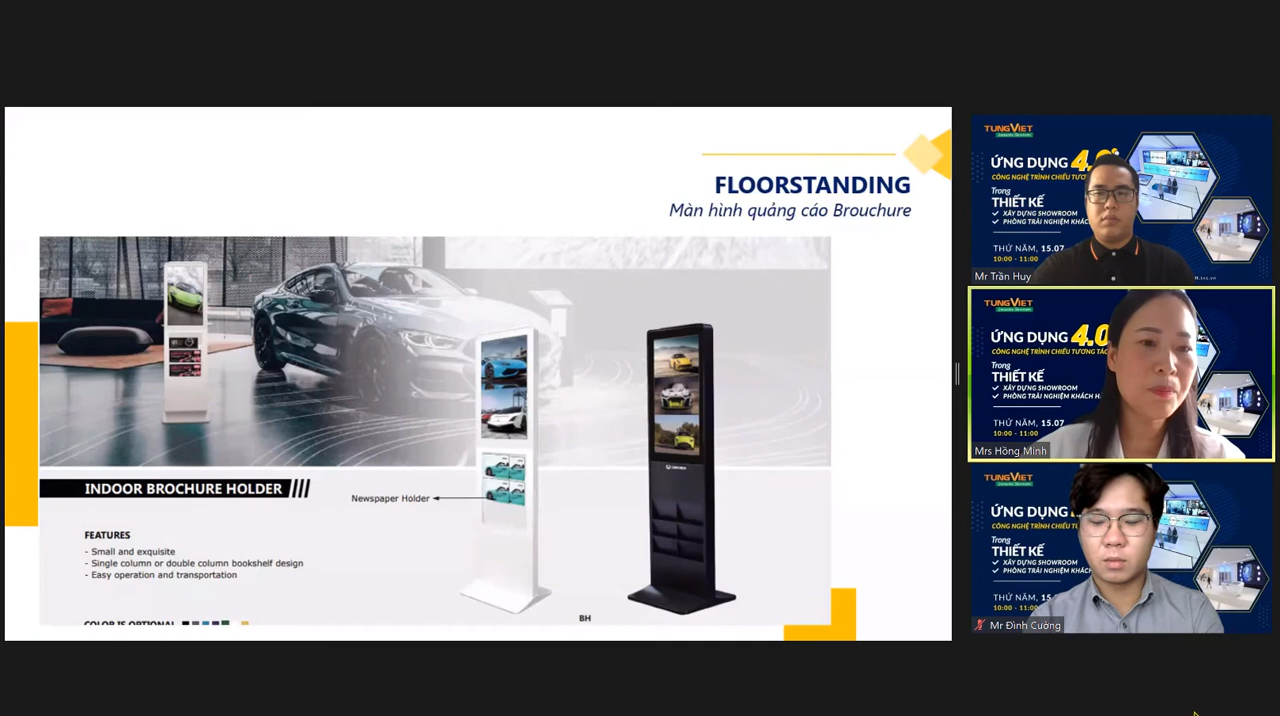 FLOORSTANDING
Màn hình quảng cáo Brouchure
INDOOR BROCHURE HOLDER
Newspaper Holder
FEATURES
- Small and exquisite
- Single column or double column bookshelf design
- Easy operation and transportation
COLOR IS OPTIONAL
BH
TUNGVIET
ỨNG DỤNG 4.0
CÔNG NGHỆ TRÌNH CHIẾU
Trong
THIẾT KẾ
XÂY DỰNG SHOWROOM
PHÒNG TRẢI NGHIỆM KHÁC
THỨ NĂM, 15.07
10:00 - 11:00
Mr Trần Huy
TUNGVIET
ỨNG DỤNG 4.0
CÔNG NGHỆ TRÌNH CHIẾU TƯƠNG TÁC
Trong
THIẾT KẾ
XÂY DỰNG SHOWROOM
PHÒNG TRẢI NGHIỆM KHÁCH H
THỨ NĂM, 15.07
10:00 - 11:00
Mrs Hồng Minh
TUNGVIET
ỨNG DỤNG
CÔNG NGHỆ TRÌNH CHIẾU
Trong
THIẾT KẾ
XÂY DỰNG SHOWROOM
PHÒNG TRẢI NGHIỆM KHÁC
THỨ NĂM, 15
10:00 - 11:0
Mr Đình Cường